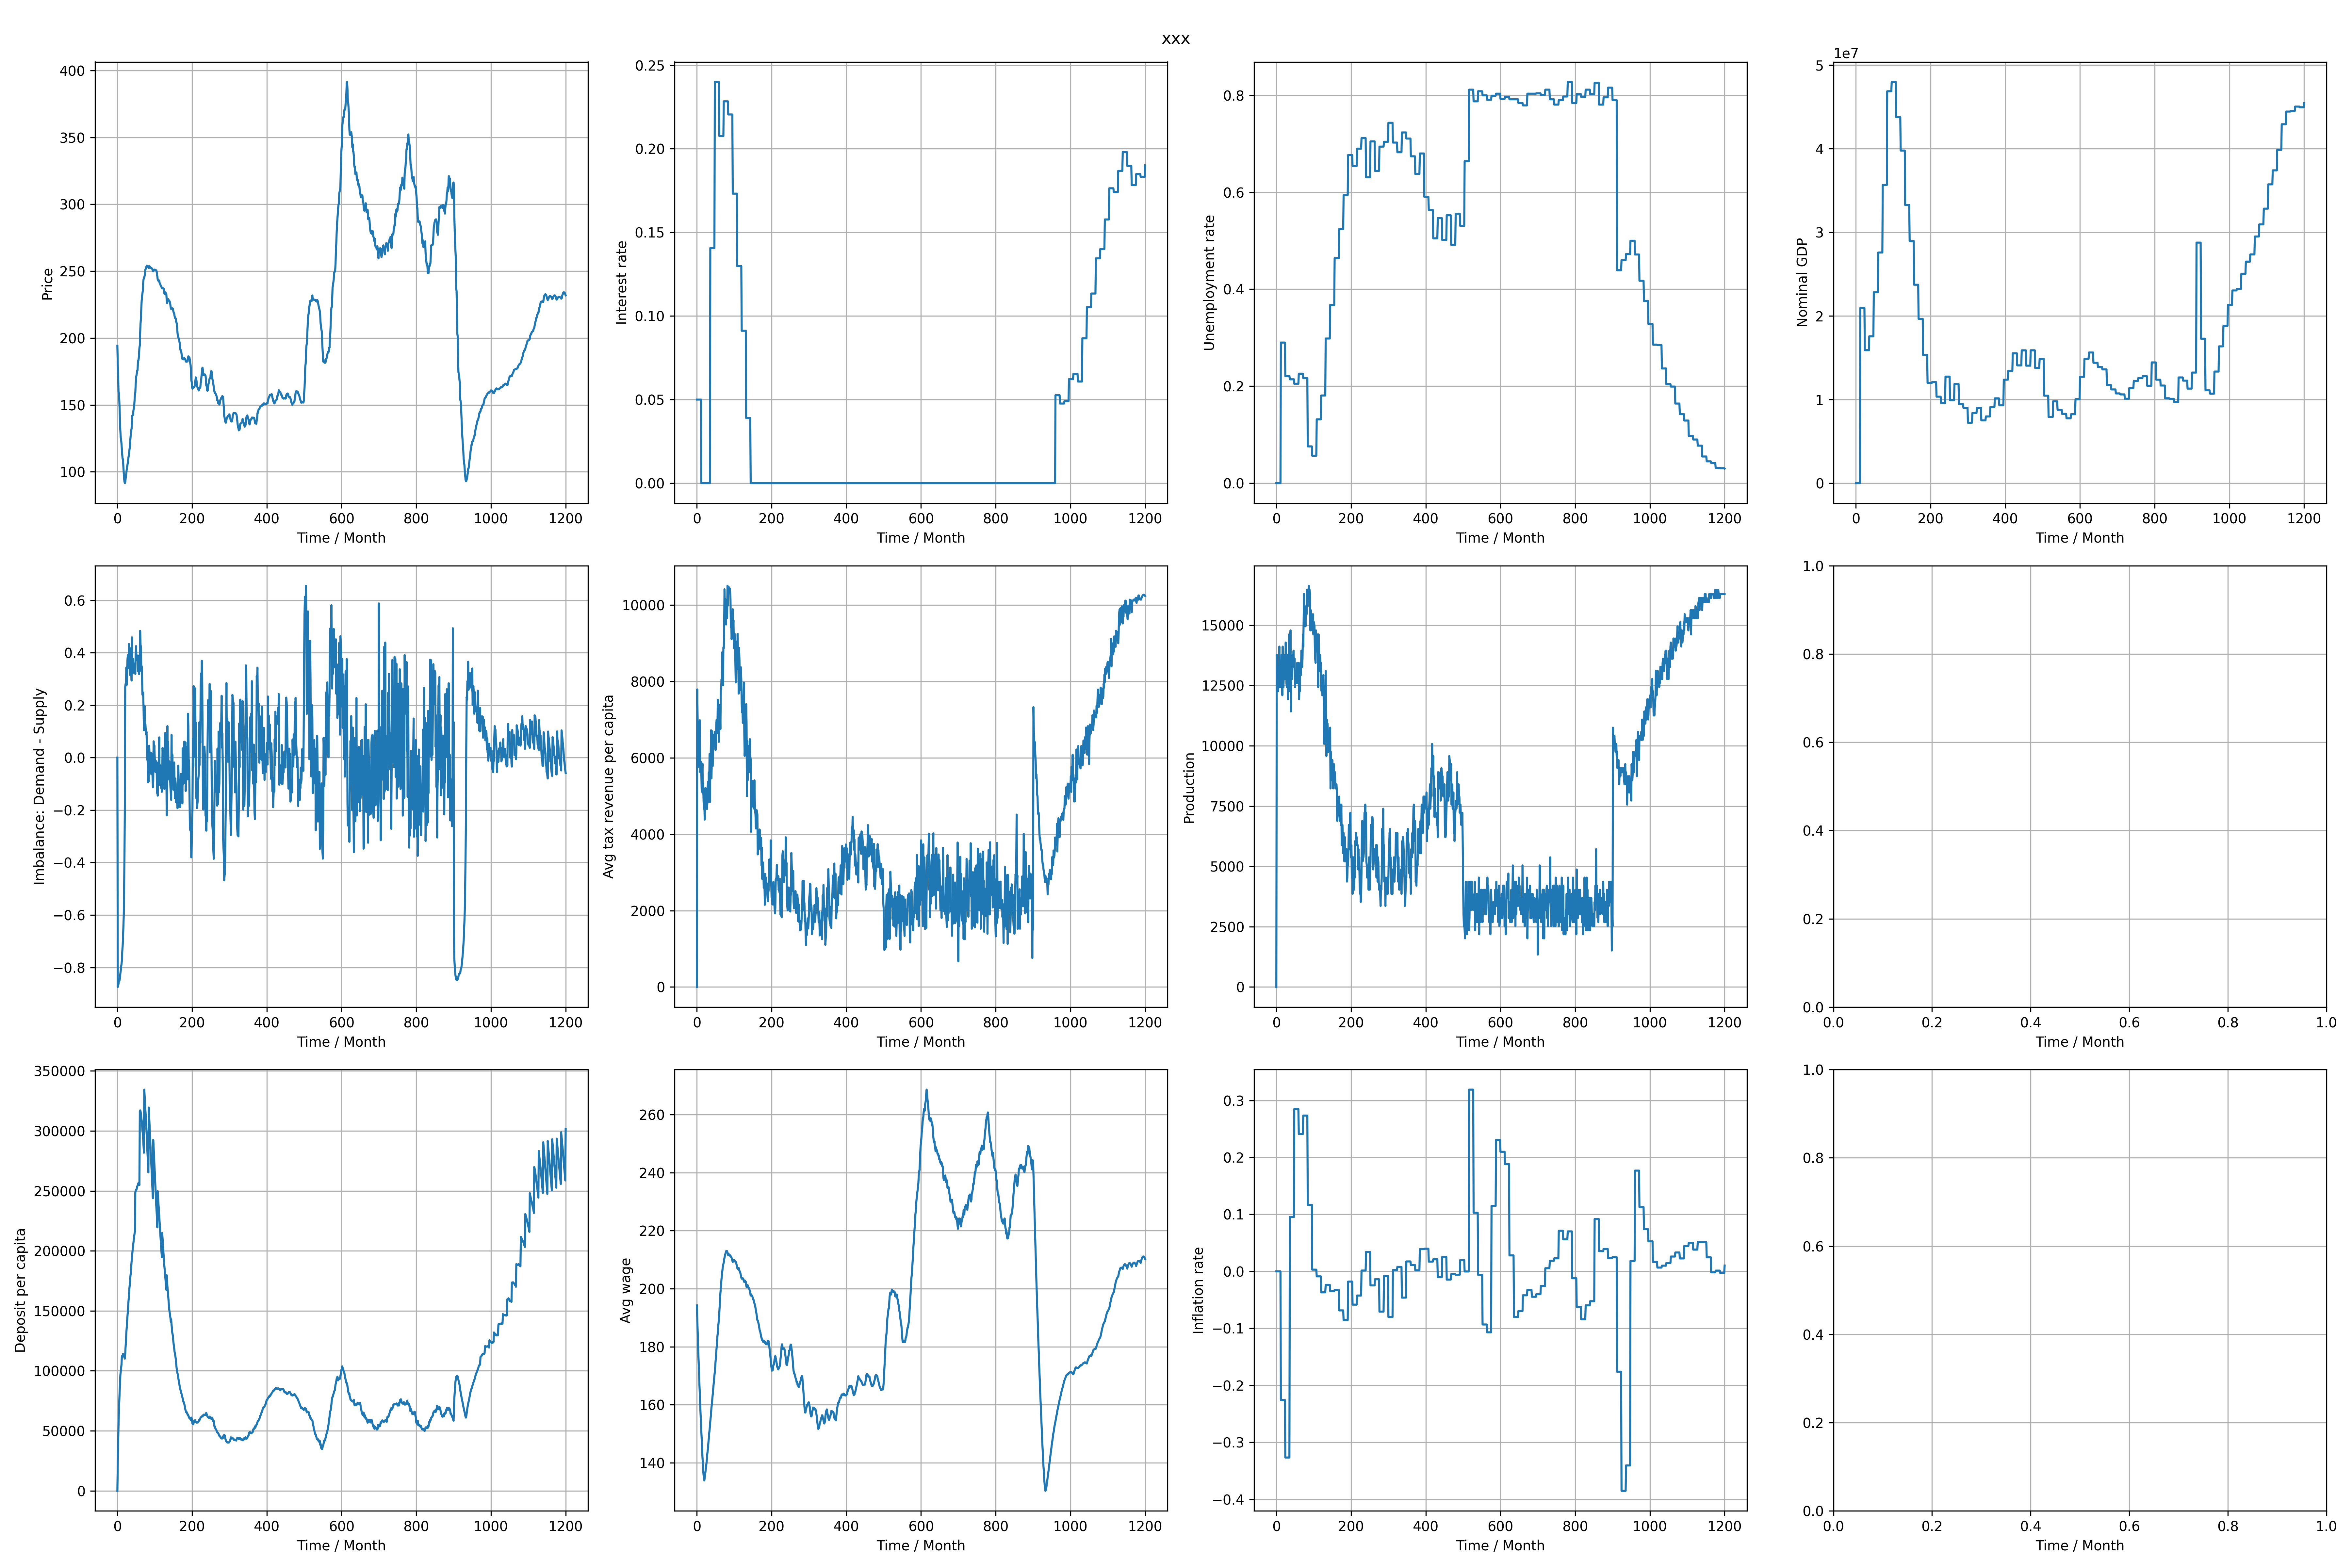 xxx
400
350
300
250
200
150
100
Price
0 200 400 600 800 1000 1200
Time / Month
0.25
0.20
0.15
0.10
0.05
0.00
Interest rate
0 200 400 600 800 1000 1200
Time / Month
0.8
0.6
0.4
0.2
0.0
Unemployment rate
0 200 400 600 800 1000 1200
Time / Month
1e7
5
4
3
2
1
0
Nominal GDP
0 200 400 600 800 1000 1200
Time / Month
0.6
0.4
0.2
0.0
−0.2
−0.4
−0.6
−0.8
Imbalance: Demand - Supply
0 200 400 600 800 1000 1200
Time / Month
10000
8000
6000
4000
2000
0
Avg tax revenue per capita
0 200 400 600 800 1000 1200
Time / Month
15000
12500
10000
7500
5000
2500
0
Production
0 200 400 600 800 1000 1200
Time / Month
1.0
0.8
0.6
0.4
0.2
0.0
0.0 0.2 0.4 0.6 0.8 1.0
Time / Month
350000
300000
250000
200000
150000
100000
50000
0
Deposit per capita
0 200 400 600 800 1000 1200
Time / Month
260
240
220
200
180
160
140
Avg wage
0 200 400 600 800 1000 1200
Time / Month
0.3
0.2
0.1
0.0
−0.1
−0.2
−0.3
−0.4
Inflation rate
0 200 400 600 800 1000 1200
Time / Month
1.0
0.8
0.6
0.4
0.2
0.0
0.0 0.2 0.4 0.6 0.8 1.0
Time / Month